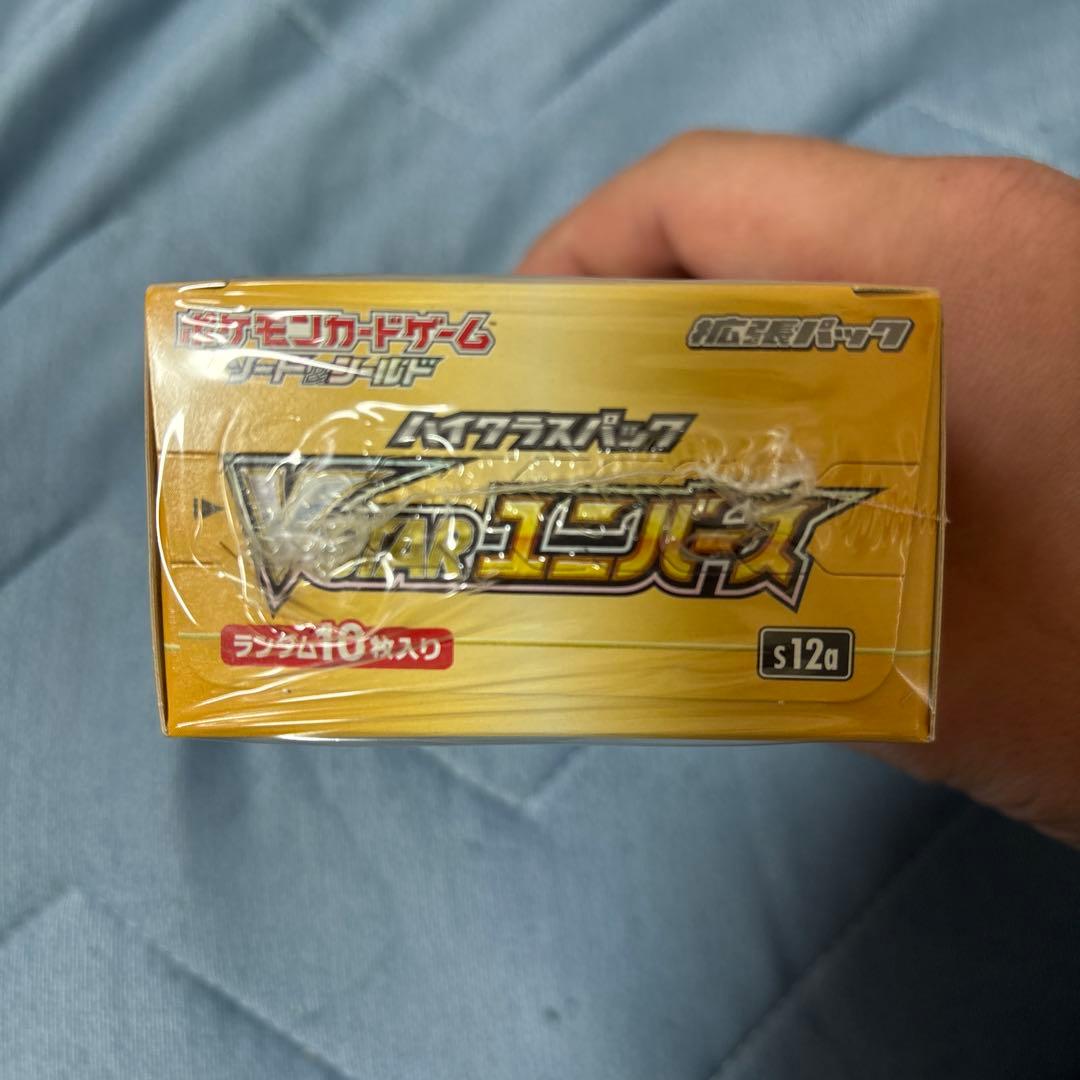 ポケモンカードゲーム
ソード&シールド
拡張パック
ハイクラスパック
VSTARユニバース
ランダム10枚入り
s12a